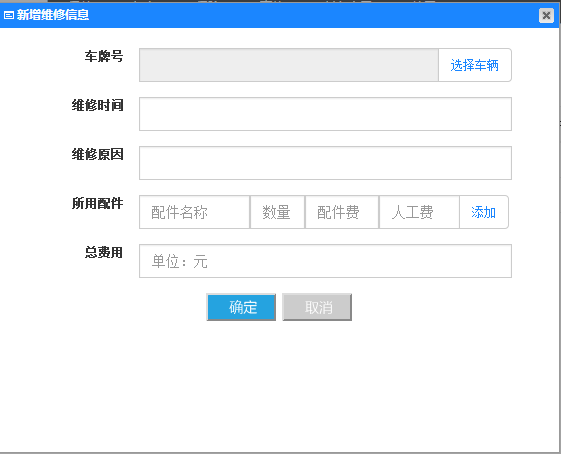 新增维修信息
车牌号 选择车辆
维修时间
维修原因
所用配件 配件名称 数量 配件费 人工费 添加
总费用 单位：元
确定 取消